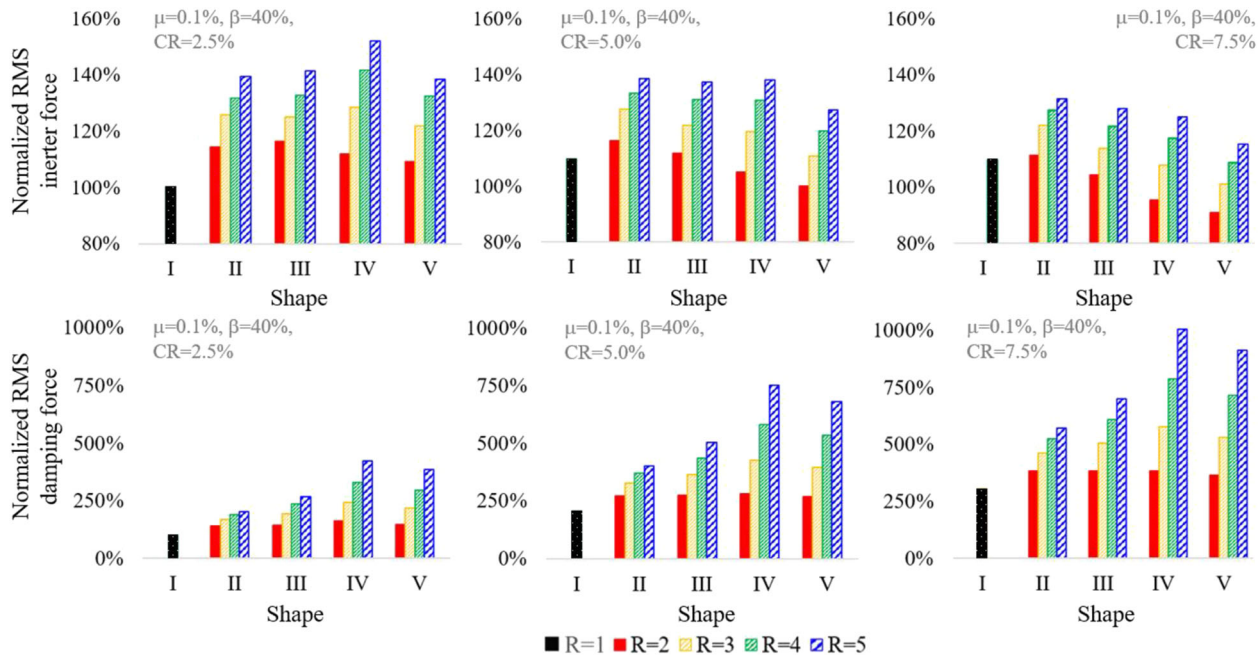 Normalized RMS
inerter force
160%
140%
120%
100%
80%
μ=0.1%, β=40%,
CR=2.5%
I II III IV V
Shape
160%
140%
120%
100%
80%
μ=0.1%, β=40%,
CR=5.0%
I II III IV V
Shape
160%
140%
120%
100%
80%
μ=0.1%, β=40%,
CR=7.5%
I II III IV V
Shape
Normalized RMS
damping force
1000%
750%
500%
250%
0%
μ=0.1%, β=40%,
CR=2.5%
I II III IV V
Shape
1000%
750%
500%
250%
0%
μ=0.1%, β=40%,
CR=5.0%
I II III IV V
Shape
1000%
750%
500%
250%
0%
μ=0.1%, β=40%,
CR=7.5%
I II III IV V
Shape
R=1 R=2 R=3 R=4 R=5